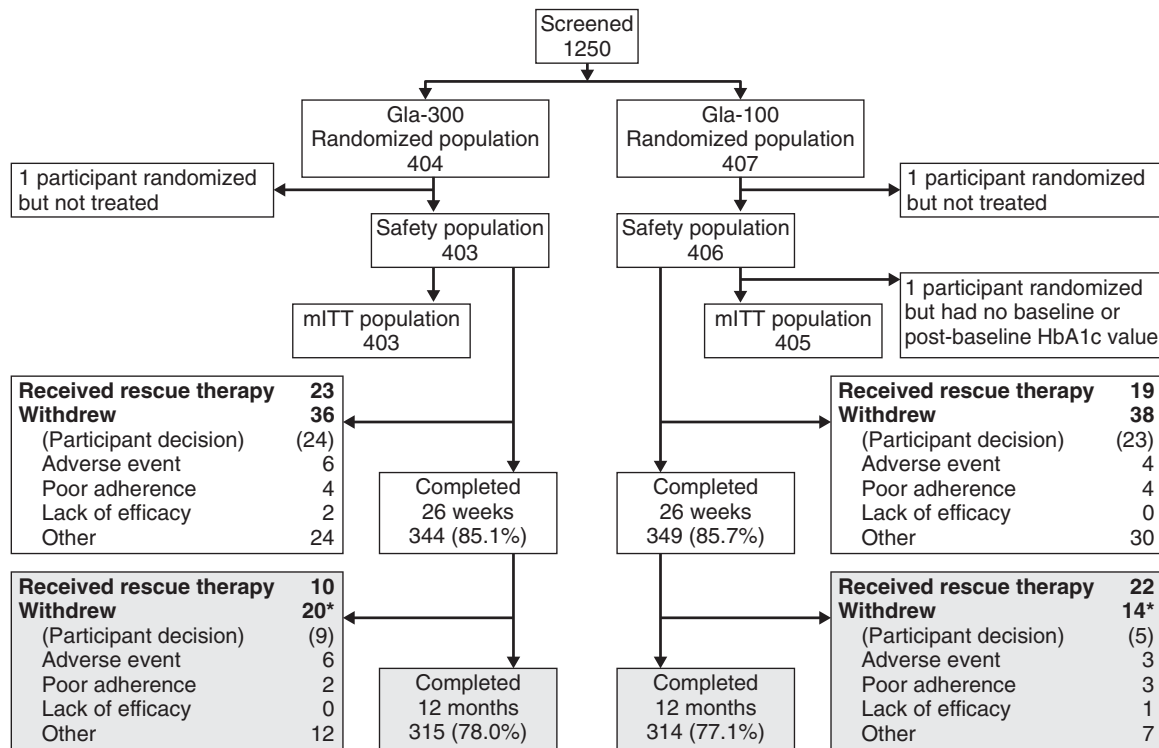 Screened
1250
Gla-300
Randomized population
404
Gla-100
Randomized population
407
1 participant randomized
but not treated
1 participant randomized
but not treated
Safety population
403
Safety population
406
mITT population
403
mITT population
405
1 participant randomized
but had no baseline or
post-baseline HbA1c value
Received rescue therapy 23
Withdrew 36
(Participant decision) (24)
Adverse event 6
Poor adherence 4
Lack of efficacy 2
Other 24
Completed
26 weeks
344 (85.1%)
Completed
26 weeks
349 (85.7%)
Received rescue therapy 19
Withdrew 38
(Participant decision) (23)
Adverse event 4
Poor adherence 4
Lack of efficacy 0
Other 30
Received rescue therapy 10
Withdrew 20*
(Participant decision) (9)
Adverse event 6
Poor adherence 2
Lack of efficacy 0
Other 12
Completed
12 months
315 (78.0%)
Completed
12 months
314 (77.1%)
Received rescue therapy 22
Withdrew 14*
(Participant decision) (5)
Adverse event 3
Poor adherence 3
Lack of efficacy 1
Other 7